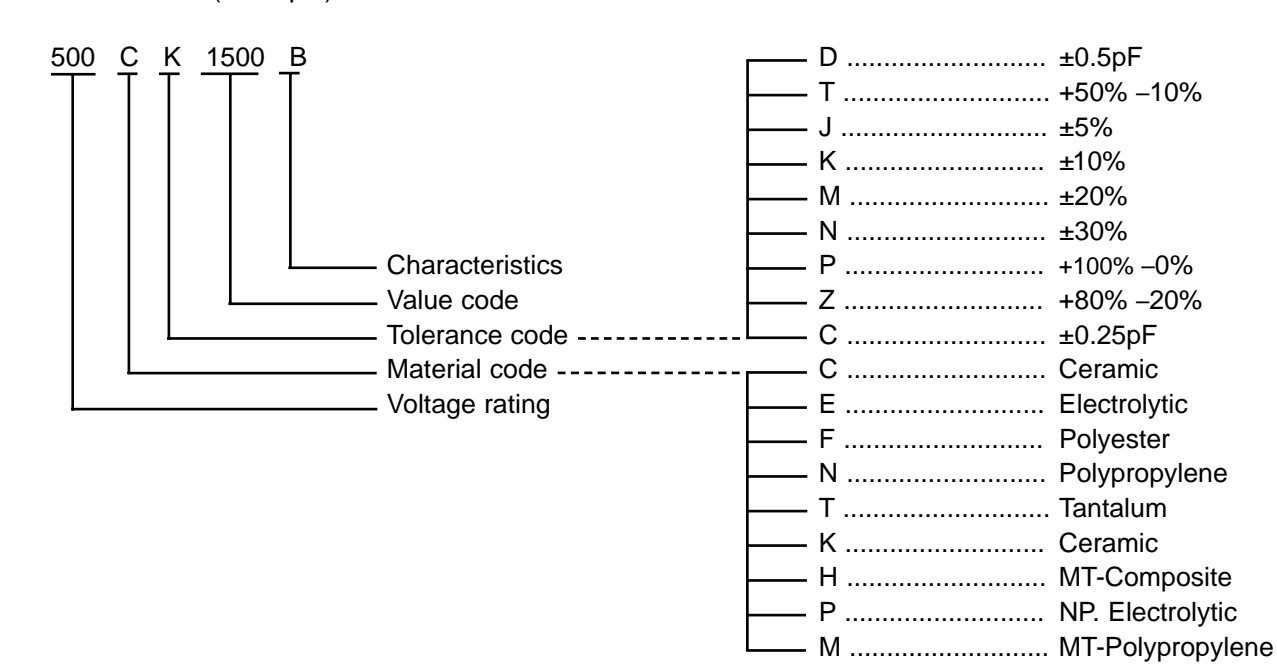 500 C K 1500 B
Characteristics
Value code
Tolerance code
Material code
Voltage rating
D ........................... ±0.5pF
T ............................ +50% –10%
J ............................ ±5%
K ........................... ±10%
M ........................... ±20%
N ........................... ±30%
P ........................... +100% –0%
Z ........................... +80% –20%
C ........................... ±0.25pF
C ........................... Ceramic
E ........................... Electrolytic
F ........................... Polyester
N ........................... Polypropylene
T ............................ Tantalum
K ........................... Ceramic
H ........................... MT-Composite
P ........................... NP. Electrolytic
M ........................... MT-Polypropylene